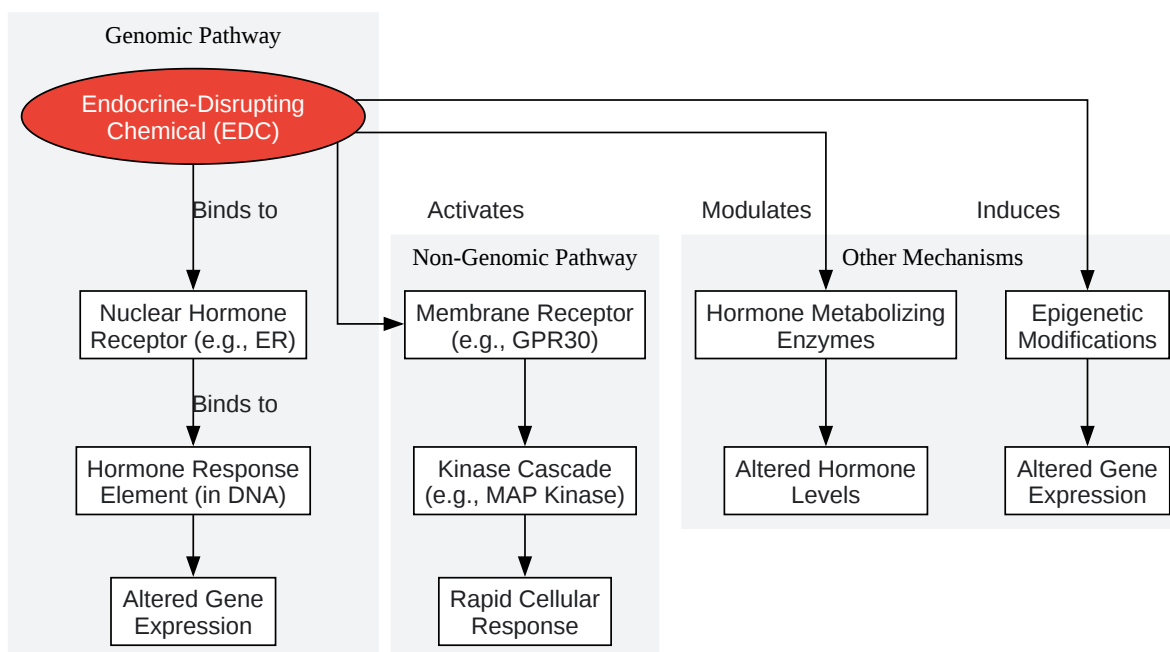 Genomic Pathway
Endocrine-Disrupting
Chemical (EDC)
Binds to
Activates
Modulates
Induces
Non-Genomic Pathway
Other Mechanisms
Nuclear Hormone
Receptor (e.g., ER)
Membrane Receptor
(e.g., GPR30)
Hormone Metabolizing
Enzymes
Epigenetic
Modifications
Binds to
Hormone Response
Element (in DNA)
Kinase Cascade
(e.g., MAP Kinase)
Altered Hormone
Levels
Altered Gene
Expression
Altered Gene
Expression
Rapid Cellular
Response